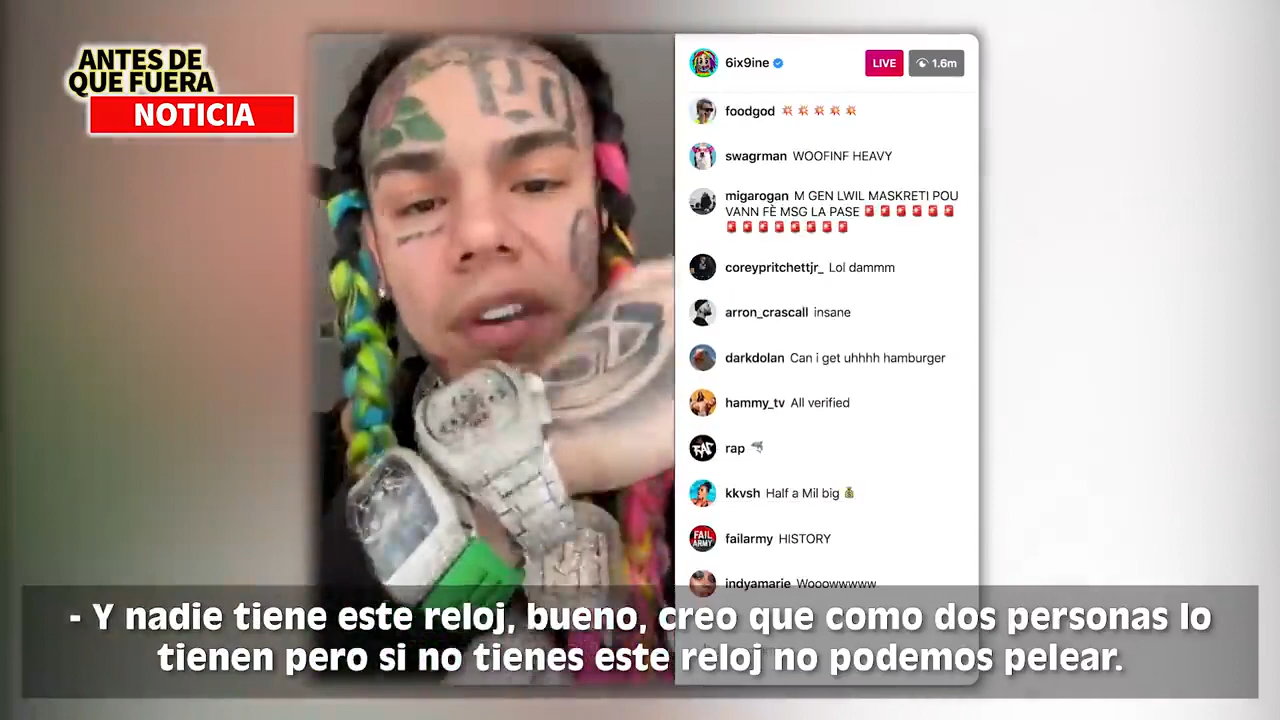 ANTES DE
QUE FUERA
NOTICIA
6ix9ine
LIVE
1.6m
foodgod 💥 💥 💥 💥 💥
swagrman WOOFINF HEAVY
migarogan M GEN LWIL MASKRETI POU
VANN FÈ MSG LA PASE 🚨 🚨 🚨 🚨 🚨 🚨
🚨 🚨 🚨 🚨 🚨 🚨 🚨 🚨
coreypritchettjr_ Lol dammm
arron_crascall insane
darkdolan Can i get uhhhh hamburger
hammy_tv All verified
rap 🦈
kkvsh Half a Mil big 💰
FAIL
ARMY
failarmy HISTORY
indyamarie Wooowwwww
- Y nadie tiene este reloj, bueno, creo que como dos personas lo
tienen pero si no tienes este reloj no podemos pelear.